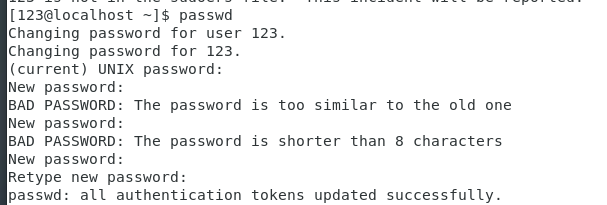 123 is not in the sudoers file.  This incident will be reported.
[123@localhost ~]$ passwd
Changing password for user 123.
Changing password for 123.
(current) UNIX password:
New password:
BAD PASSWORD: The password is too similar to the old one
New password:
BAD PASSWORD: The password is shorter than 8 characters
New password:
Retype new password:
passwd: all authentication tokens updated successfully.